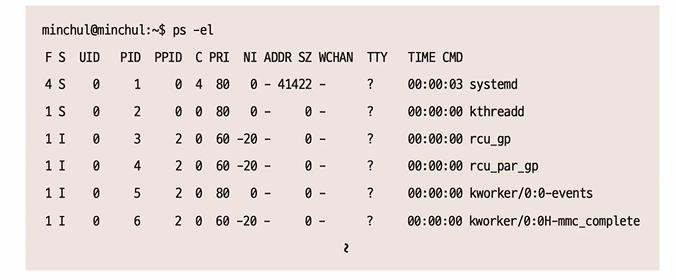 minchul@minchul:~$ ps -el
F S UID PID PPID C PRI NI ADDR SZ WCHAN TTY TIME CMD
4 S 0 1 0 4 80 0 - 41422 - ? 00:00:03 systemd
1 S 0 2 0 0 80 0 - 0 - ? 00:00:00 kthreadd
1 I 0 3 2 0 60 -20 - 0 - ? 00:00:00 rcu_gp
1 I 0 4 2 0 60 -20 - 0 - ? 00:00:00 rcu_par_gp
1 I 0 5 2 0 80 0 - 0 - ? 00:00:00 kworker/0:0-events
1 I 0 6 2 0 60 -20 - 0 - ? 00:00:00 kworker/0:0H-mmc_complete
~